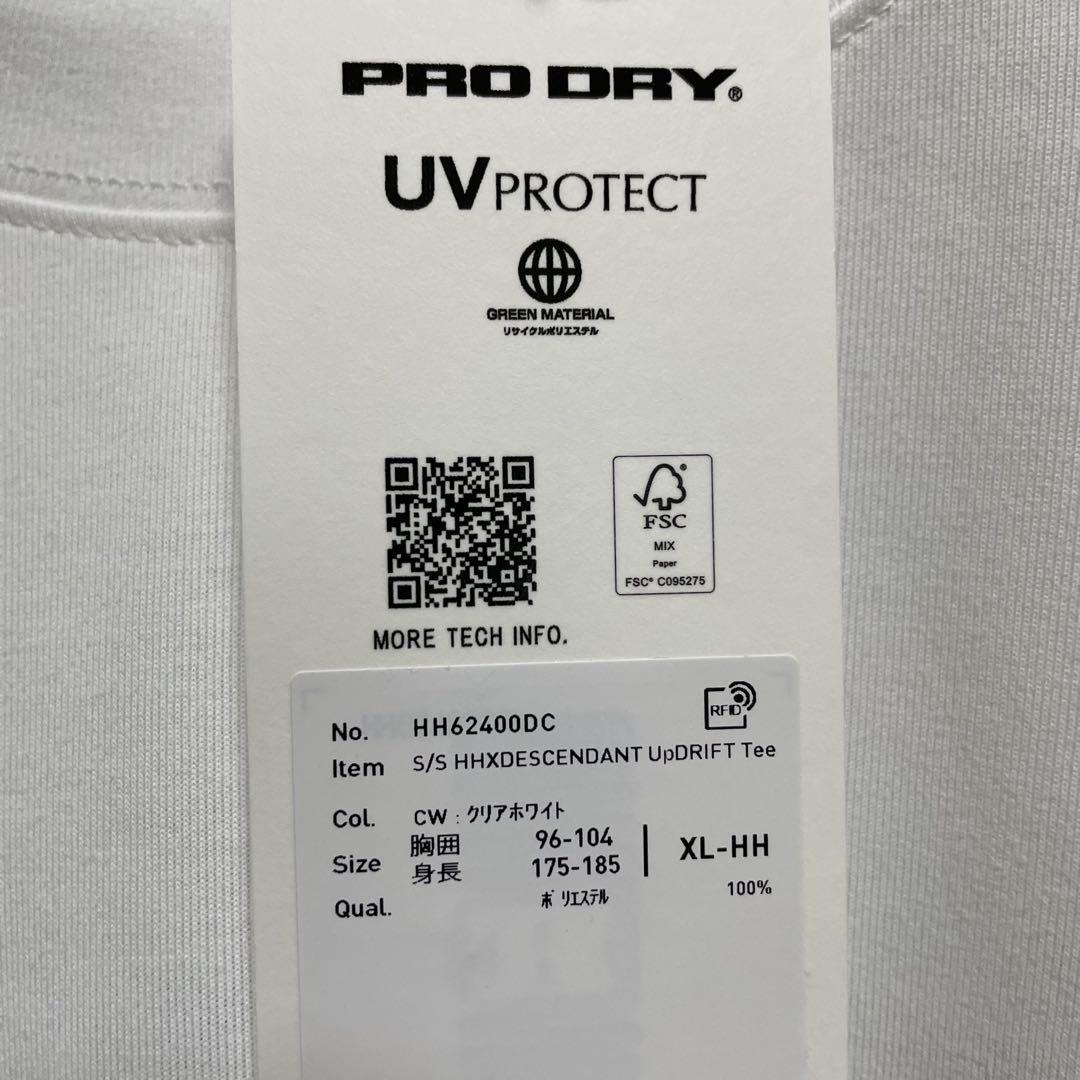 PRO DRY®
UV PROTECT
GREEN MATERIAL
リサイクルポリエステル
FSC®
MIX
Paper
FSC® C095275
MORE TECH INFO.
RFID
No. HH62400DC
Item S/S HHXDESCENDANT UpDRIFT Tee
Col. CW : クリアホワイト
Size 胸囲 96-104 XL-HH
身長 175-185
Qual. ポリエステル 100%